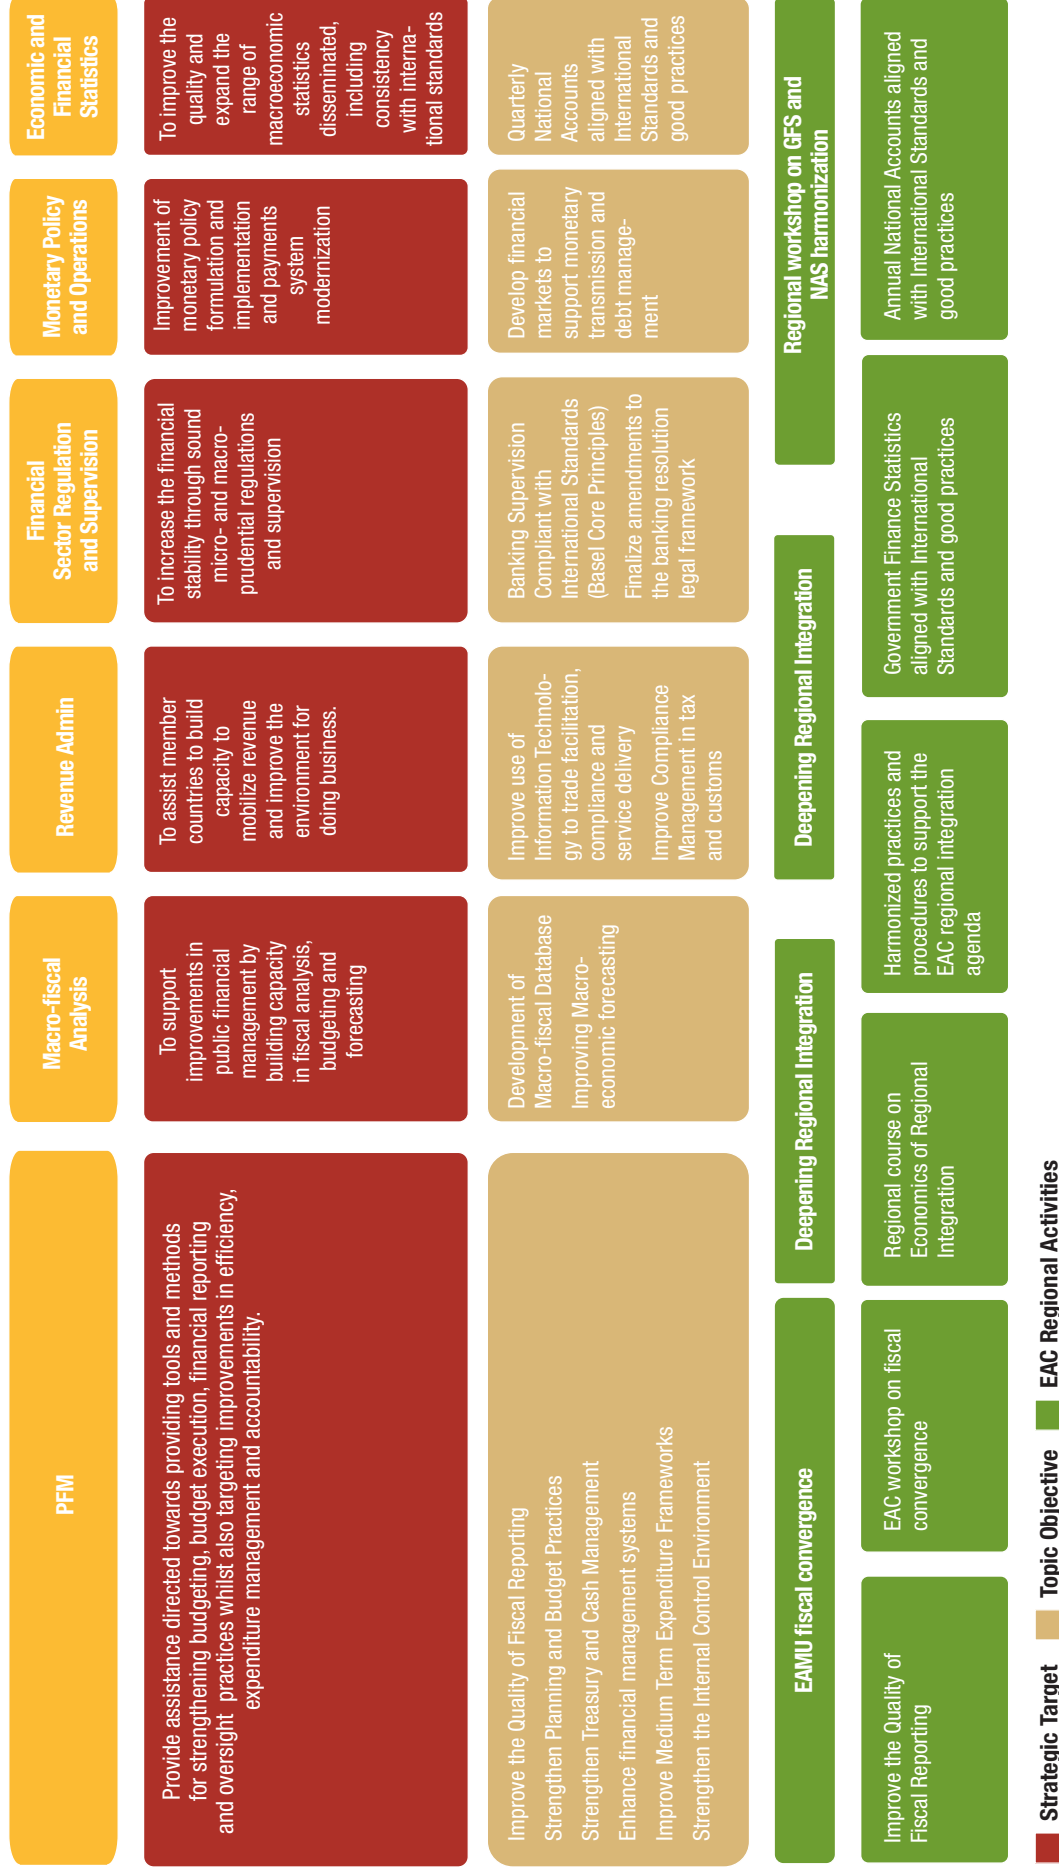 PFM
Macro-fiscal
Analysis
Revenue Admin
Financial
Sector Regulation
and Supervision
Monetary Policy
and Operations
Economic and
Financial
Statistics
Provide assistance directed towards providing tools and methods
for strengthening budgeting, budget execution, financial reporting
and oversight practices whilst also targeting improvements in efficiency,
expenditure management and accountability.
To support
improvements in
public financial
management by
building capacity
in fiscal analysis,
budgeting and
forecasting
To assist member
countries to build
capacity to
mobilize revenue
and improve the
environment for
doing business.
To increase the financial
stability through sound
micro- and macro-
prudential regulations
and supervision
Improvement of
monetary policy
formulation and
implementation
and payments
system
modernization
To improve the
quality and
expand the
range of
macroeconomic
statistics
disseminated,
including
consistency
with interna-
tional standards
Improve the Quality of Fiscal Reporting
Strengthen Planning and Budget Practices
Strengthen Treasury and Cash Management
Enhance financial management systems
Improve Medium Term Expenditure Frameworks
Strengthen the Internal Control Environment
Development of
Macro-fiscal Database
Improving Macro-
economic forecasting
Improve use of
Information Technolo-
gy to trade facilitation,
compliance and
service delivery
Improve Compliance
Management in tax
and customs
Banking Supervision
Compliant with
International Standards
(Basel Core Principles)
Finalize amendments to
the banking resolution
legal framework
Develop financial
markets to
support monetary
transmission and
debt manage-
ment
Quarterly
National
Accounts
aligned with
International
Standards and
good practices
EAMU fiscal convergence
Deepening Regional Integration
Deepening Regional Integration
Regional workshop on GFS and
NAS harmonization
Improve the Quality of
Fiscal Reporting
EAC workshop on fiscal
convergence
Regional course on
Economics of Regional
Integration
Harmonized practices and
procedures to support the
EAC regional integration
agenda
Government Finance Statistics
aligned with International
Standards and good practices
Annual National Accounts aligned
with International Standards and
good practices
Strategic Target
Topic Objective
EAC Regional Activities